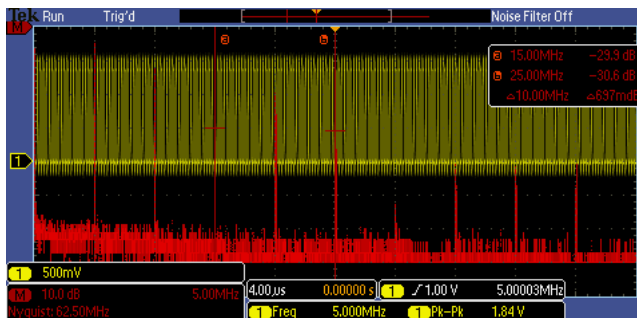 Tek Run Trig'd Noise Filter Off
M
a b
a 15.00MHz -29.9 dB
b 25.00MHz -30.6 dB
△10.00MHz △697mdB
1
1 500mV
M 10.0 dB 5.00MHz
Nyquist: 62.50MHz
4.00μs 0.00000 s
1 1.00 V 5.00003MHz
1 Freq 5.000MHz 1 Pk-Pk 1.84 V